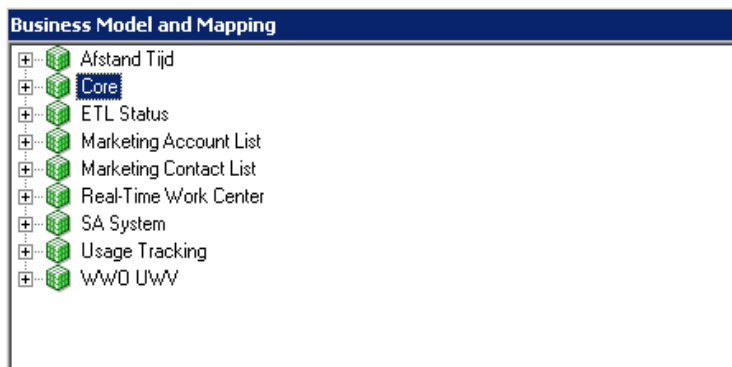 Business Model and Mapping
Afstand Tijd
Core
ETL Status
Marketing Account List
Marketing Contact List
Real-Time Work Center
SA System
Usage Tracking
WWO UWV